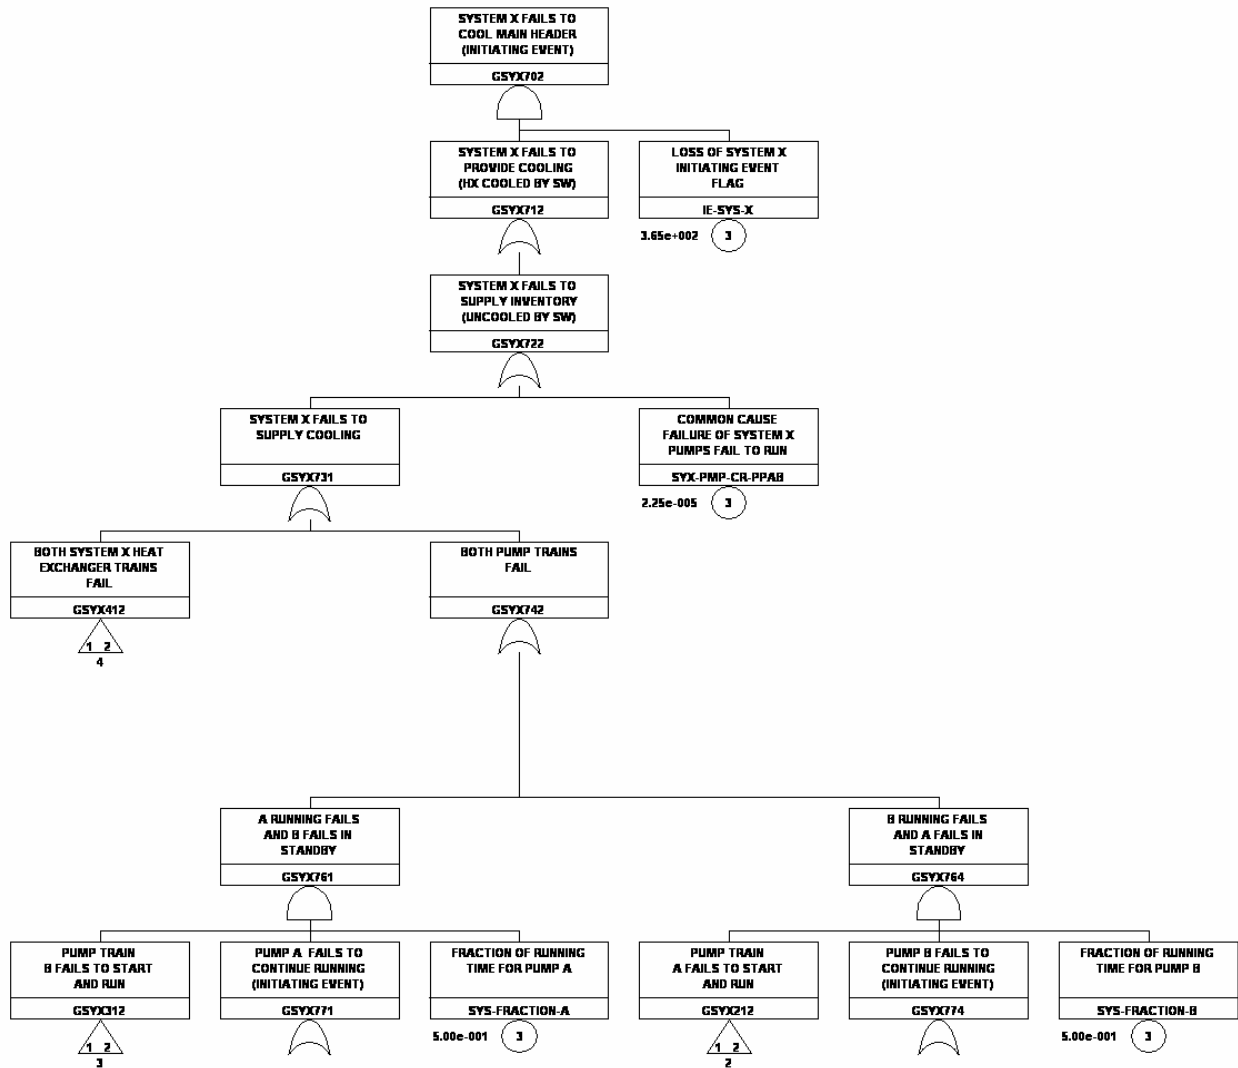 SYSTEM X FAILS TO
COOL MAIN HEADER
(INITIATING EVENT)
GSYX702
SYSTEM X FAILS TO
PROVIDE COOLING
(HX COOLED BY SW)
GSYX712
LOSS OF SYSTEM X
INITIATING EVENT
FLAG
IE-SYS-X
3.65e+002
3
SYSTEM X FAILS TO
SUPPLY INVENTORY
(UNCOOLED BY SW)
GSYX722
SYSTEM X FAILS TO
SUPPLY COOLING
GSYX731
COMMON CAUSE
FAILURE OF SYSTEM X
PUMPS FAIL TO RUN
SYX-PMP-CR-PPAB
2.25e-005
3
BOTH SYSTEM X HEAT
EXCHANGER TRAINS
FAIL
GSYX412
1 2
4
BOTH PUMP TRAINS
FAIL
GSYX742
A RUNNING FAILS
AND B FAILS IN
STANDBY
GSYX761
B RUNNING FAILS
AND A FAILS IN
STANDBY
GSYX764
PUMP TRAIN
B FAILS TO START
AND RUN
GSYX312
1 2
3
PUMP A FAILS TO
CONTINUE RUNNING
(INITIATING EVENT)
GSYX771
FRACTION OF RUNNING
TIME FOR PUMP A
SYS-FRACTION-A
5.00e-001
3
PUMP TRAIN
A FAILS TO START
AND RUN
GSYX212
1 2
2
PUMP B FAILS TO
CONTINUE RUNNING
(INITIATING EVENT)
GSYX774
FRACTION OF RUNNING
TIME FOR PUMP B
SYS-FRACTION-B
5.00e-001
3